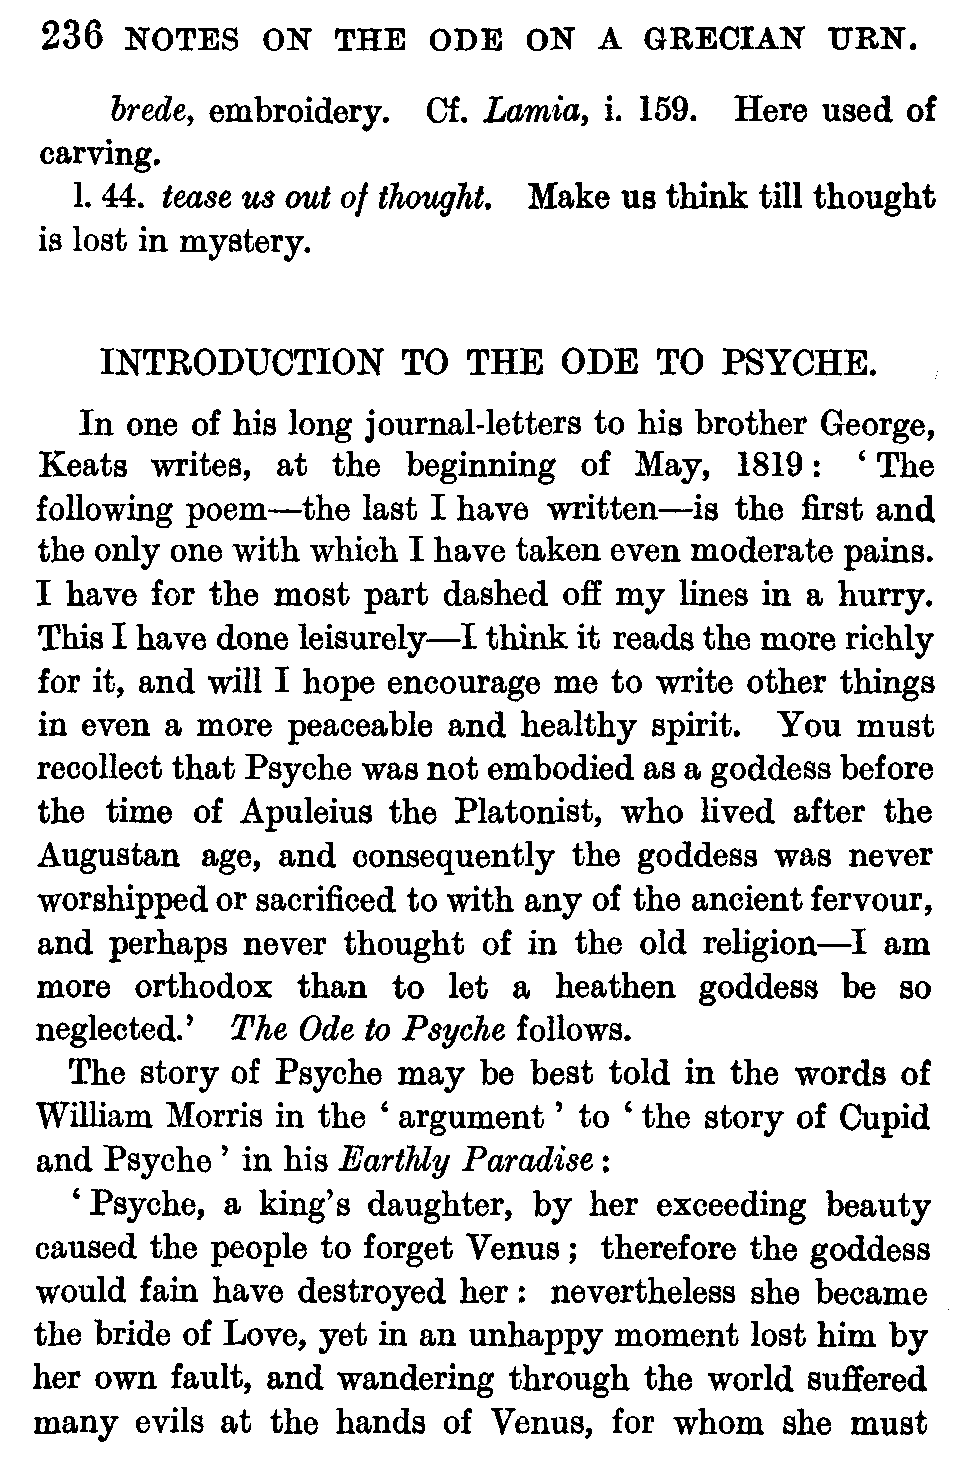 236 NOTES ON THE ODE ON A GRECIAN URN.
brede, embroidery. Cf. Lamia, i. 159. Here used of
carving.
l. 44. tease us out of thought. Make us think till thought
is lost in mystery.
INTRODUCTION TO THE ODE TO PSYCHE.
In one of his long journal-letters to his brother George,
Keats writes, at the beginning of May, 1819: ‘The
following poem—the last I have written—is the first and
the only one with which I have taken even moderate pains.
I have for the most part dashed off my lines in a hurry.
This I have done leisurely—I think it reads the more richly
for it, and will I hope encourage me to write other things
in even a more peaceable and healthy spirit. You must
recollect that Psyche was not embodied as a goddess before
the time of Apuleius the Platonist, who lived after the
Augustan age, and consequently the goddess was never
worshipped or sacrificed to with any of the ancient fervour,
and perhaps never thought of in the old religion—I am
more orthodox than to let a heathen goddess be so
neglected.’ The Ode to Psyche follows.
The story of Psyche may be best told in the words of
William Morris in the ‘argument’ to ‘the story of Cupid
and Psyche’ in his Earthly Paradise:
‘Psyche, a king’s daughter, by her exceeding beauty
caused the people to forget Venus; therefore the goddess
would fain have destroyed her: nevertheless she became
the bride of Love, yet in an unhappy moment lost him by
her own fault, and wandering through the world suffered
many evils at the hands of Venus, for whom she must